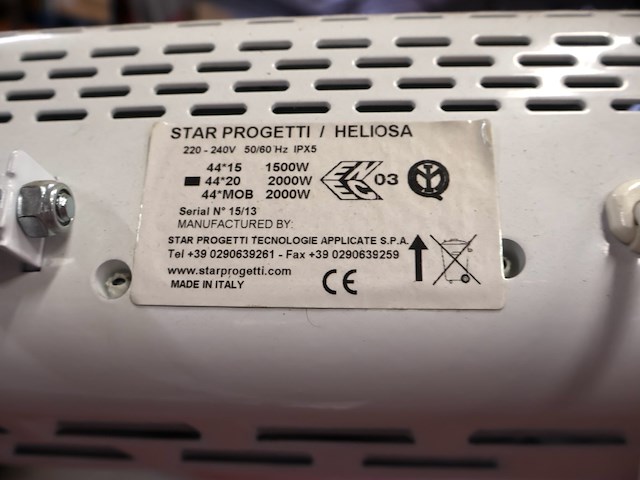 STAR PROGETTI / HELIOSA
220 - 240V 50/60 Hz IPX5
44*15 1500W
44*20 2000W
44*MOB 2000W
ENEC 03
Serial N° 15/13
MANUFACTURED BY:
STAR PROGETTI TECNOLOGIE APPLICATE S.P.A.
Tel +39 0290639261 - Fax +39 0290639259
www.starprogetti.com
MADE IN ITALY
CE